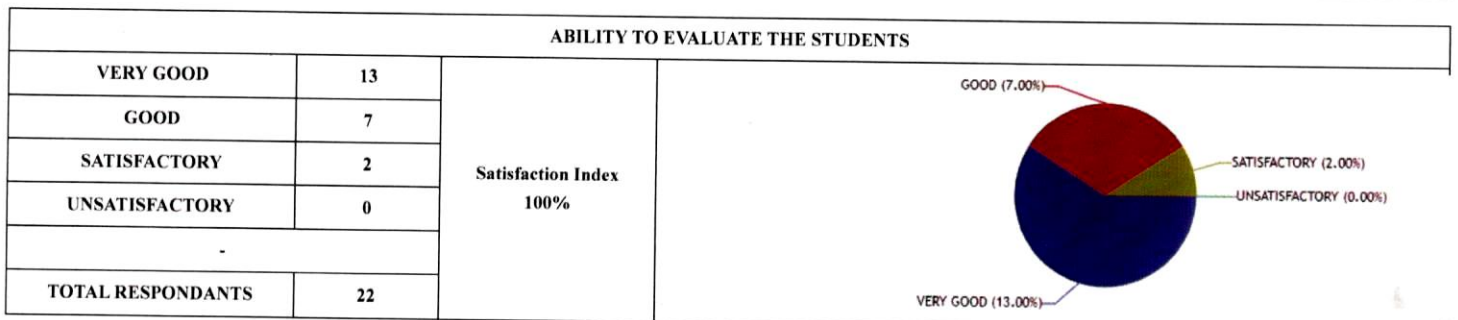 ABILITY TO EVALUATE THE STUDENTS
VERY GOOD 13
GOOD 7
SATISFACTORY 2
UNSATISFACTORY 0
-
TOTAL RESPONDANTS 22
Satisfaction Index
100%
GOOD (7.00%)
SATISFACTORY (2.00%)
UNSATISFACTORY (0.00%)
VERY GOOD (13.00%)